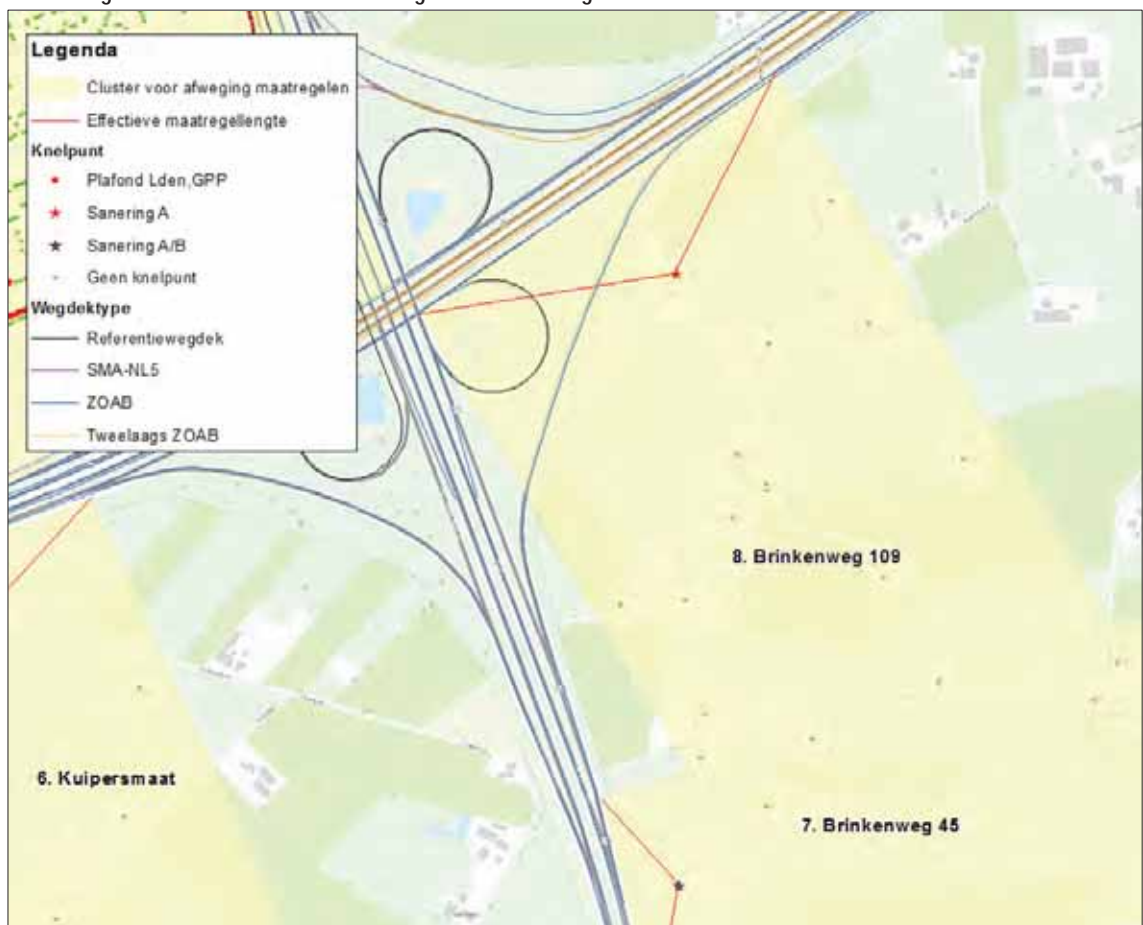 Legenda
Cluster voor afweging maatregelen
Effectieve maatregellengte
Knelpunt
Plafond Lden,GPP
Sanering A
Sanering A/B
Geen knelpunt
Wegdektype
Referentiewegdek
SMA-NL5
ZOAB
Tweelaags ZOAB
8. Brinkenweg 109
6. Kuipersmaat
7. Brinkenweg 45